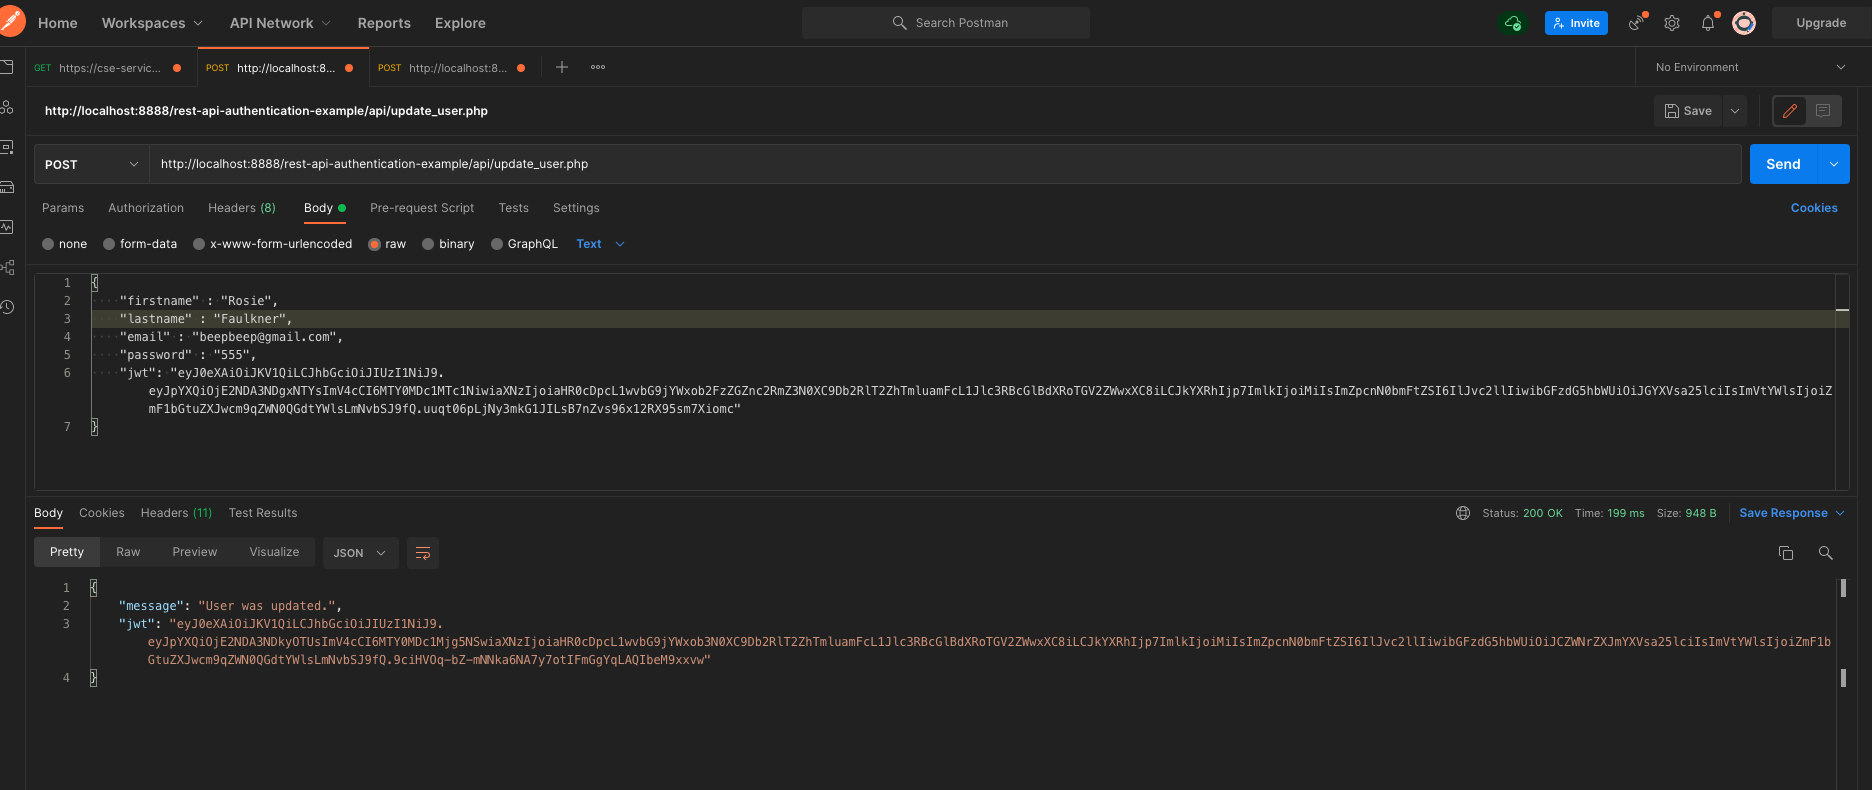 Home Workspaces API Network Reports Explore Search Postman Invite Upgrade
GET https://cse-servic... POST http://localhost:8... POST http://localhost:8... No Environment
http://localhost:8888/rest-api-authentication-example/api/update_user.php Save
POST http://localhost:8888/rest-api-authentication-example/api/update_user.php Send
Params Authorization Headers (8) Body Pre-request Script Tests Settings Cookies
none form-data x-www-form-urlencoded raw binary GraphQL Text
1 {
2 "firstname" : "Rosie",
3 "lastname" : "Faulkner",
4 "email" : "beepbeep@gmail.com",
5 "password" : "555",
6 "jwt": "eyJ0eXAiOiJKV1QiLCJhbGciOiJIUzI1NiJ9.
7 }
Body Cookies Headers (11) Test Results Status: 200 OK Time: 199 ms Size: 948 B Save Response
Pretty Raw Preview Visualize JSON
1 {
2 "message": "User was updated.",
3 "jwt": "eyJ0eXAiOiJKV1QiLCJhbGciOiJIUzI1NiJ9.
4 }